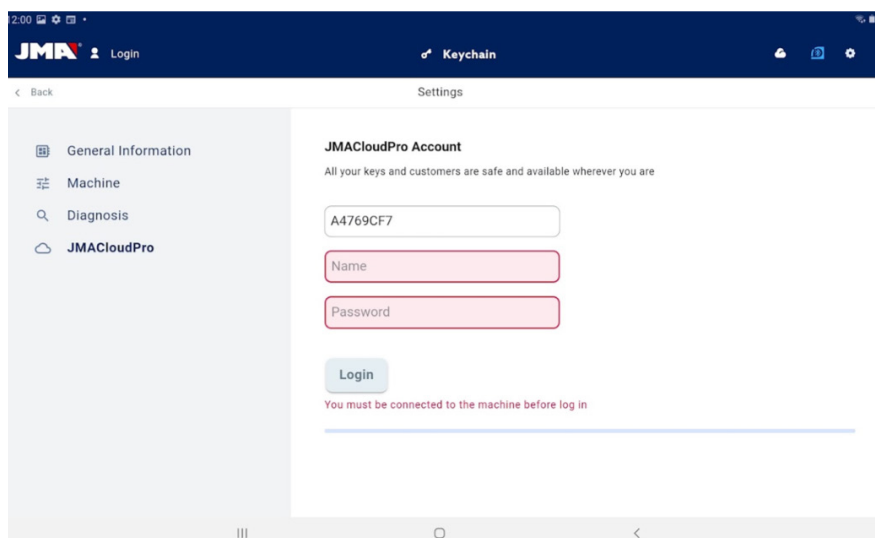 12:00
JMA Login
Keychain
Back
Settings
General Information
Machine
Diagnosis
JMACloudPro
JMACloudPro Account
All your keys and customers are safe and available wherever you are
A4769CF7
Name
Password
Login
You must be connected to the machine before log in